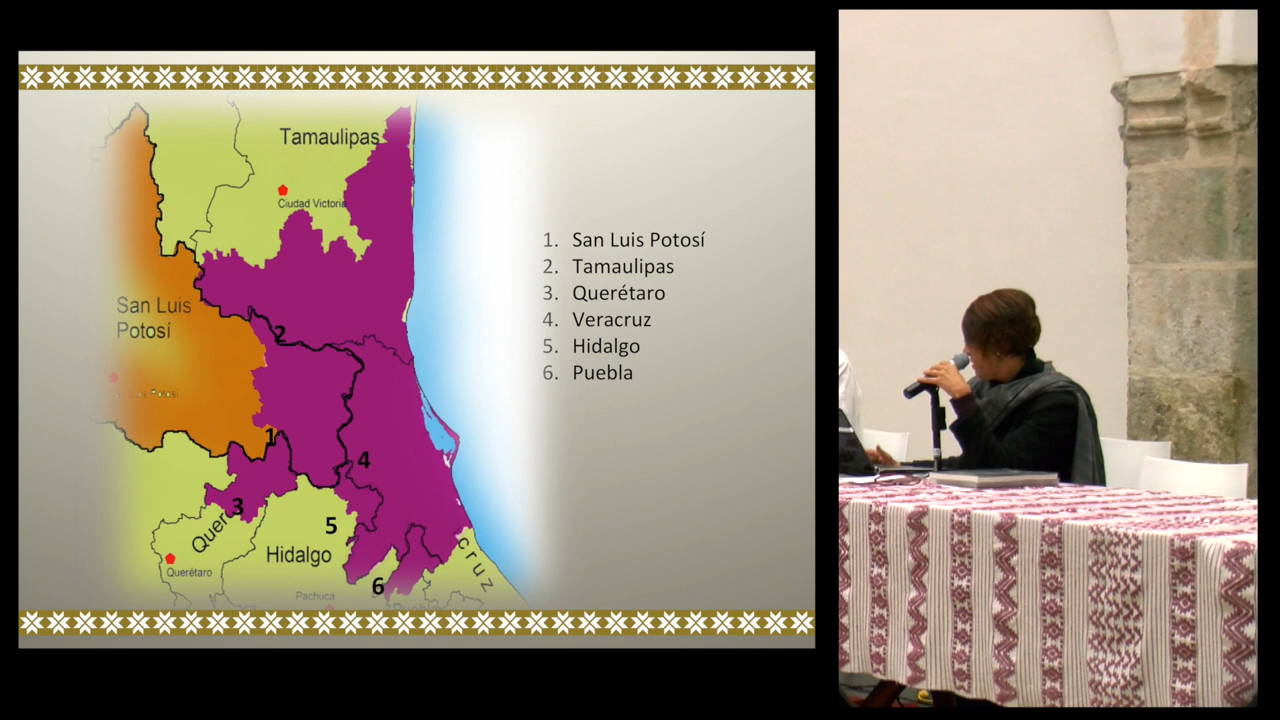 Tamaulipas
Ciudad Victoria
San Luis
Potosí
2
1
4
3
Quer
5
Hidalgo
6
Querétaro
Pachuca
Puebla
cruz
1. San Luis Potosí
2. Tamaulipas
3. Querétaro
4. Veracruz
5. Hidalgo
6. Puebla